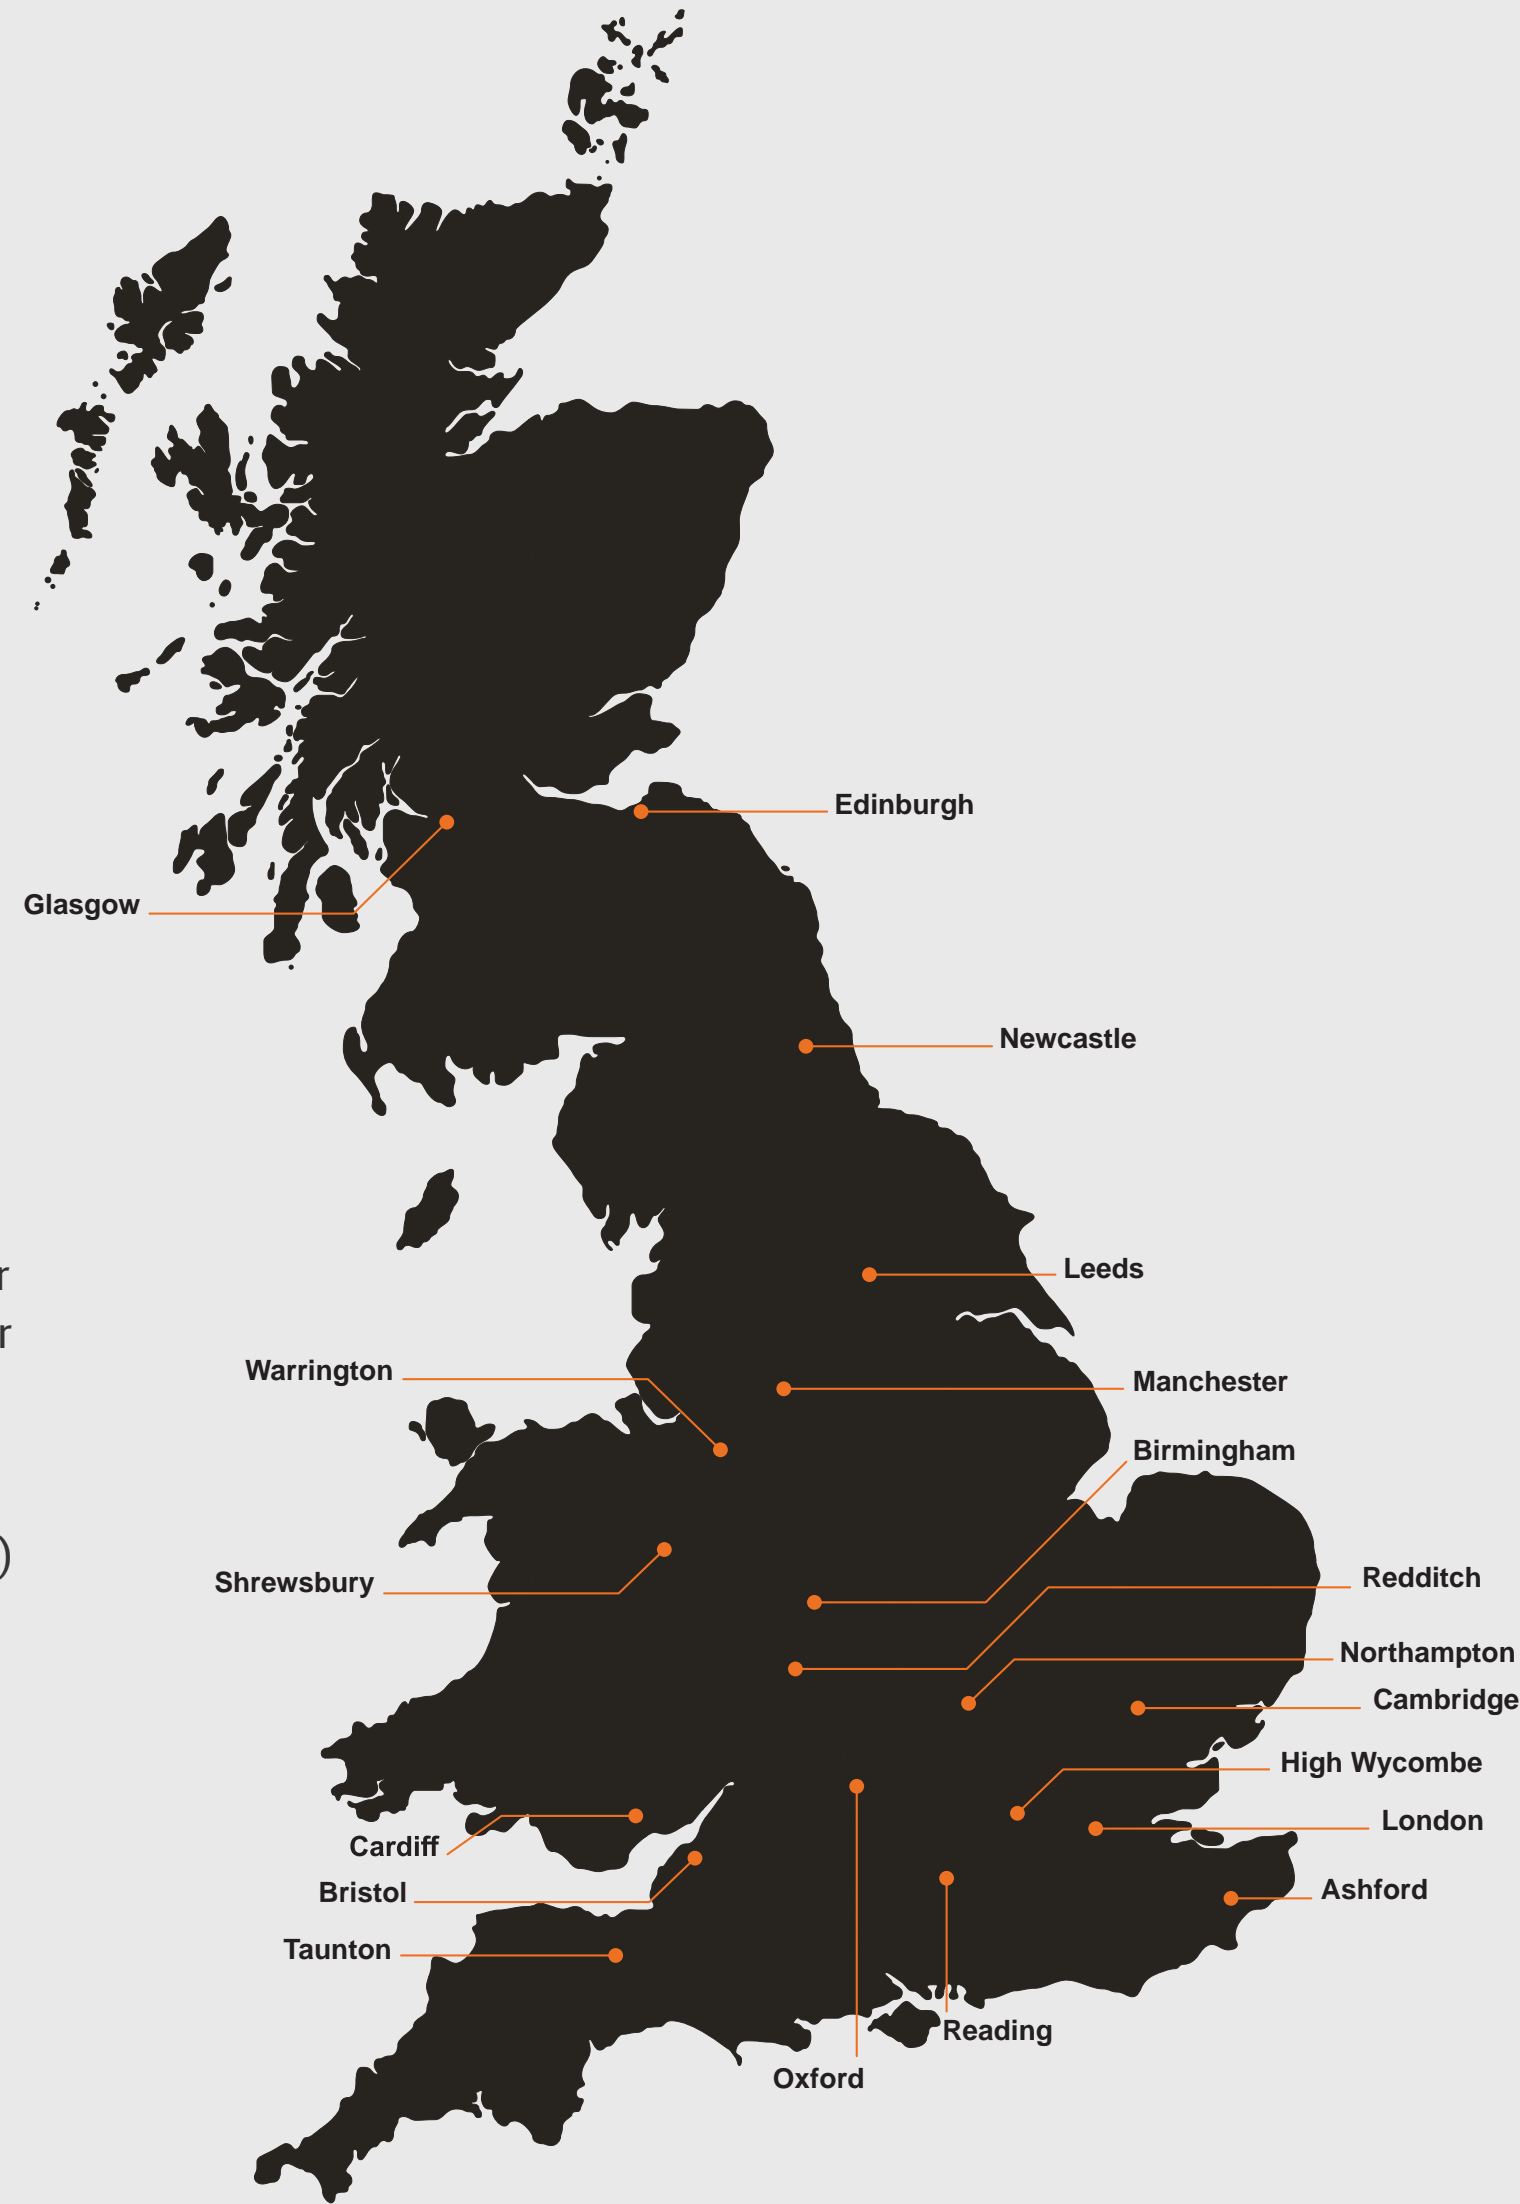 Edinburgh
Glasgow
Newcastle
r
Leeds
r
Warrington
Manchester
Birmingham
)
Redditch
Shrewsbury
Northampton
Cambridge
High Wycombe
London
Cardiff
Ashford
Bristol
Taunton
Reading
Oxford